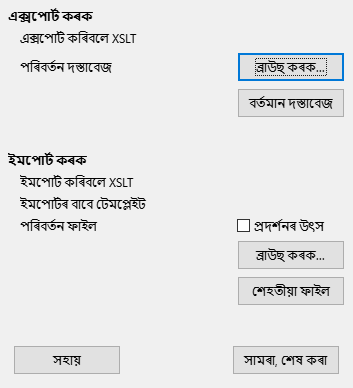 এক্সপোৰ্ট কৰক
এক্সপোৰ্ট কৰিবলে XSLT
পৰিবৰ্তন দস্তাবেজ
ব্ৰাউছ কৰক...
বৰ্তমান দস্তাবেজ
ইমপোৰ্ট কৰক
ইমপোৰ্ট কৰিবলে XSLT
ইমপোৰ্টৰ বাবে টেমপ্লেইট
পৰিবৰ্তন ফাইল
প্ৰদৰ্শনৰ উৎস
ব্ৰাউছ কৰক...
শেহতীয়া ফাইল
সহায়
সামৰা, শেষ কৰা